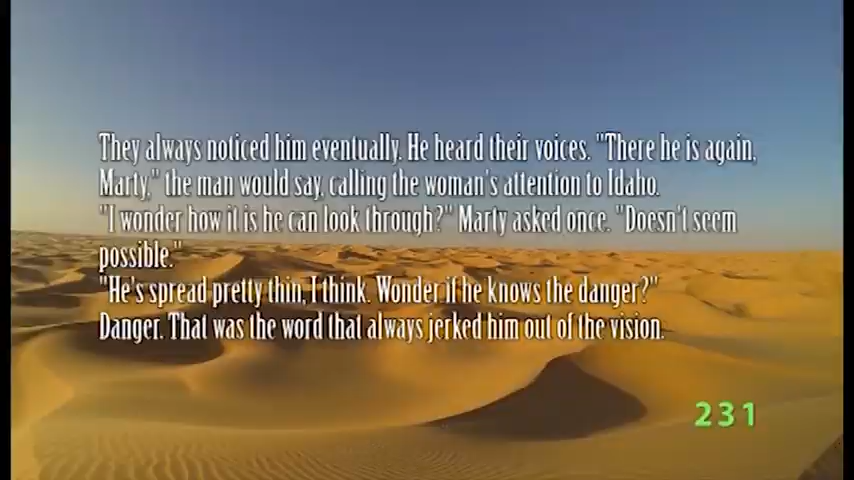 They always noticed him eventually. He heard their voices. "There he is again,
Marty," the man would say, calling the woman's attention to Idaho.
"I wonder how it is he can look through?" Marty asked once. "Doesn't seem
possible."
"He's spread pretty thin, I think. Wonder if he knows the danger?"
Danger. That was the word that always jerked him out of the vision.
231